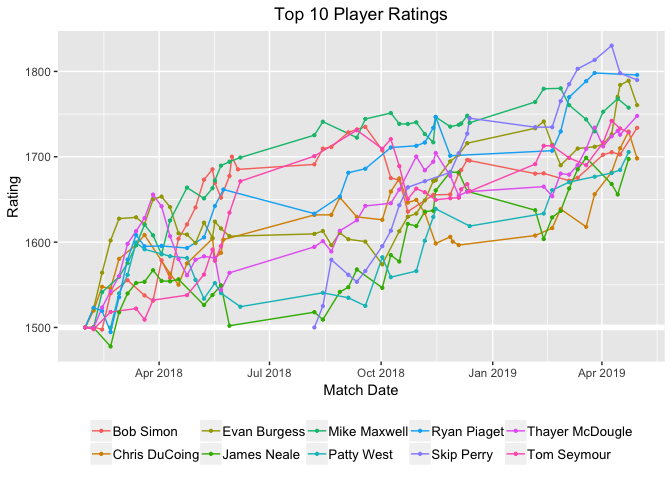 Top 10 Player Ratings
1800
1700
1600
1500
Rating
Apr 2018 Jul 2018 Oct 2018 Jan 2019 Apr 2019
Match Date
Bob Simon Evan Burgess Mike Maxwell Ryan Piaget Thayer McDougle
Chris DuCoing James Neale Patty West Skip Perry Tom Seymour